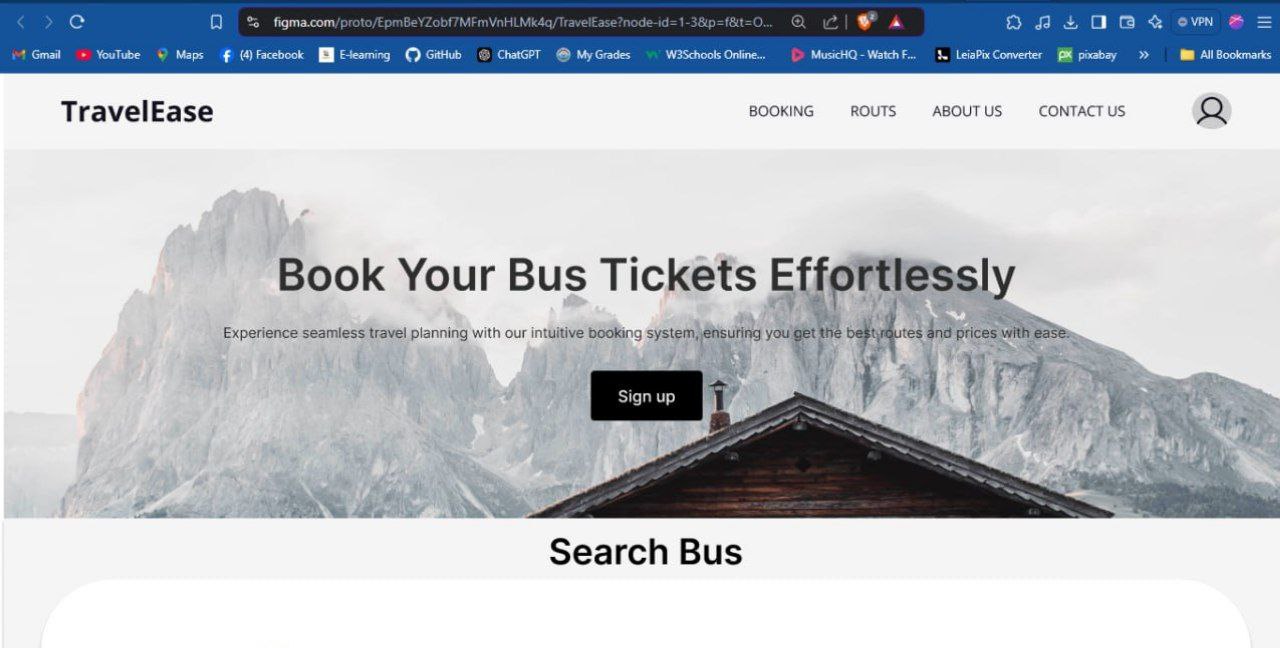 figma.com/proto/EpmBeYZobf7MFmVnHLMk4q/TravelEase?node-id=1-3&p=f&t=O...
2
VPN
Gmail YouTube Maps (4) Facebook E-learning GitHub ChatGPT My Grades W3Schools Online... MusicHQ - Watch F... LeiaPix Converter px pixabay » All Bookmarks
TravelEase BOOKING ROUTS ABOUT US CONTACT US
Book Your Bus Tickets Effortlessly
Experience seamless travel planning with our intuitive booking system, ensuring you get the best routes and prices with ease.
Sign up
Search Bus